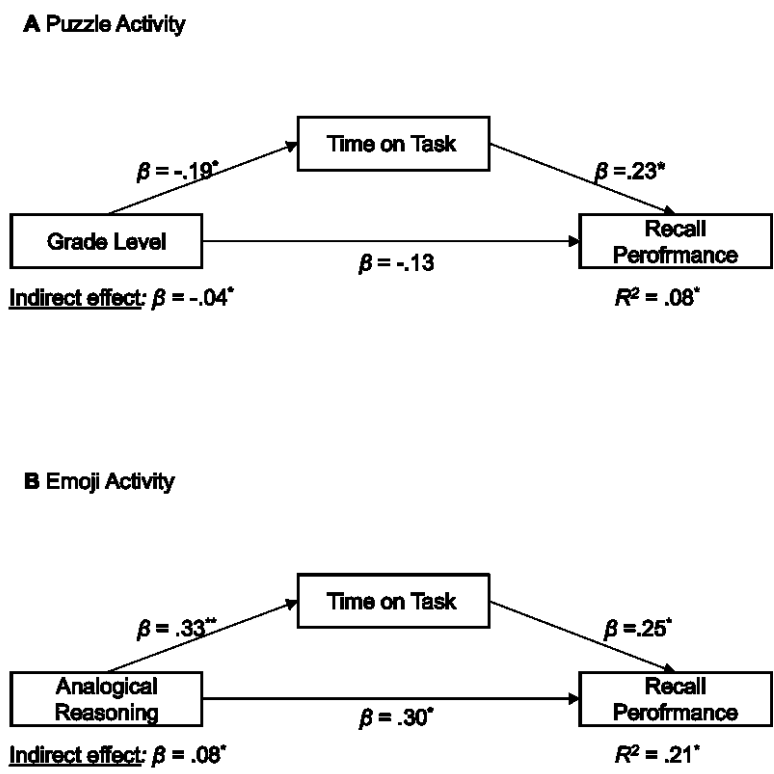 A Puzzle Activity
Time on Task
β = -.19*
β =.23*
Grade Level
Recall
Perofrmance
β = -.13
Indirect effect: β = -.04*
R² = .08*
B Emoji Activity
Time on Task
β = .33**
β =.25*
Analogical
Reasoning
Recall
Perofrmance
β = .30*
Indirect effect: β = .08*
R² = .21*